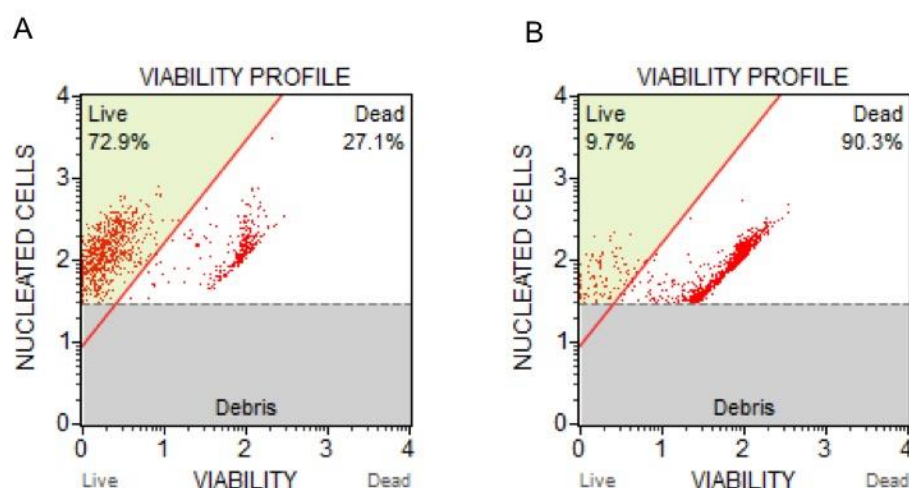 A
VIABILITY PROFILE
4
3
2
1
0
NUCLEATED CELLS
Live
72.9%
Dead
27.1%
Debris
0 1 2 3 4
Live VIABILITY Dead
B
VIABILITY PROFILE
4
3
2
1
0
NUCLEATED CELLS
Live
9.7%
Dead
90.3%
Debris
0 1 2 3 4
Live VIABILITY Dead